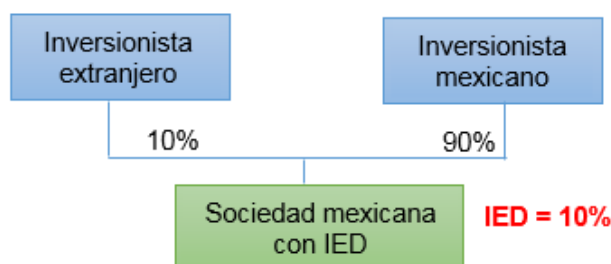 Inversionista
extranjero
Inversionista
mexicano
10%
90%
Sociedad mexicana
con IED
IED = 10%